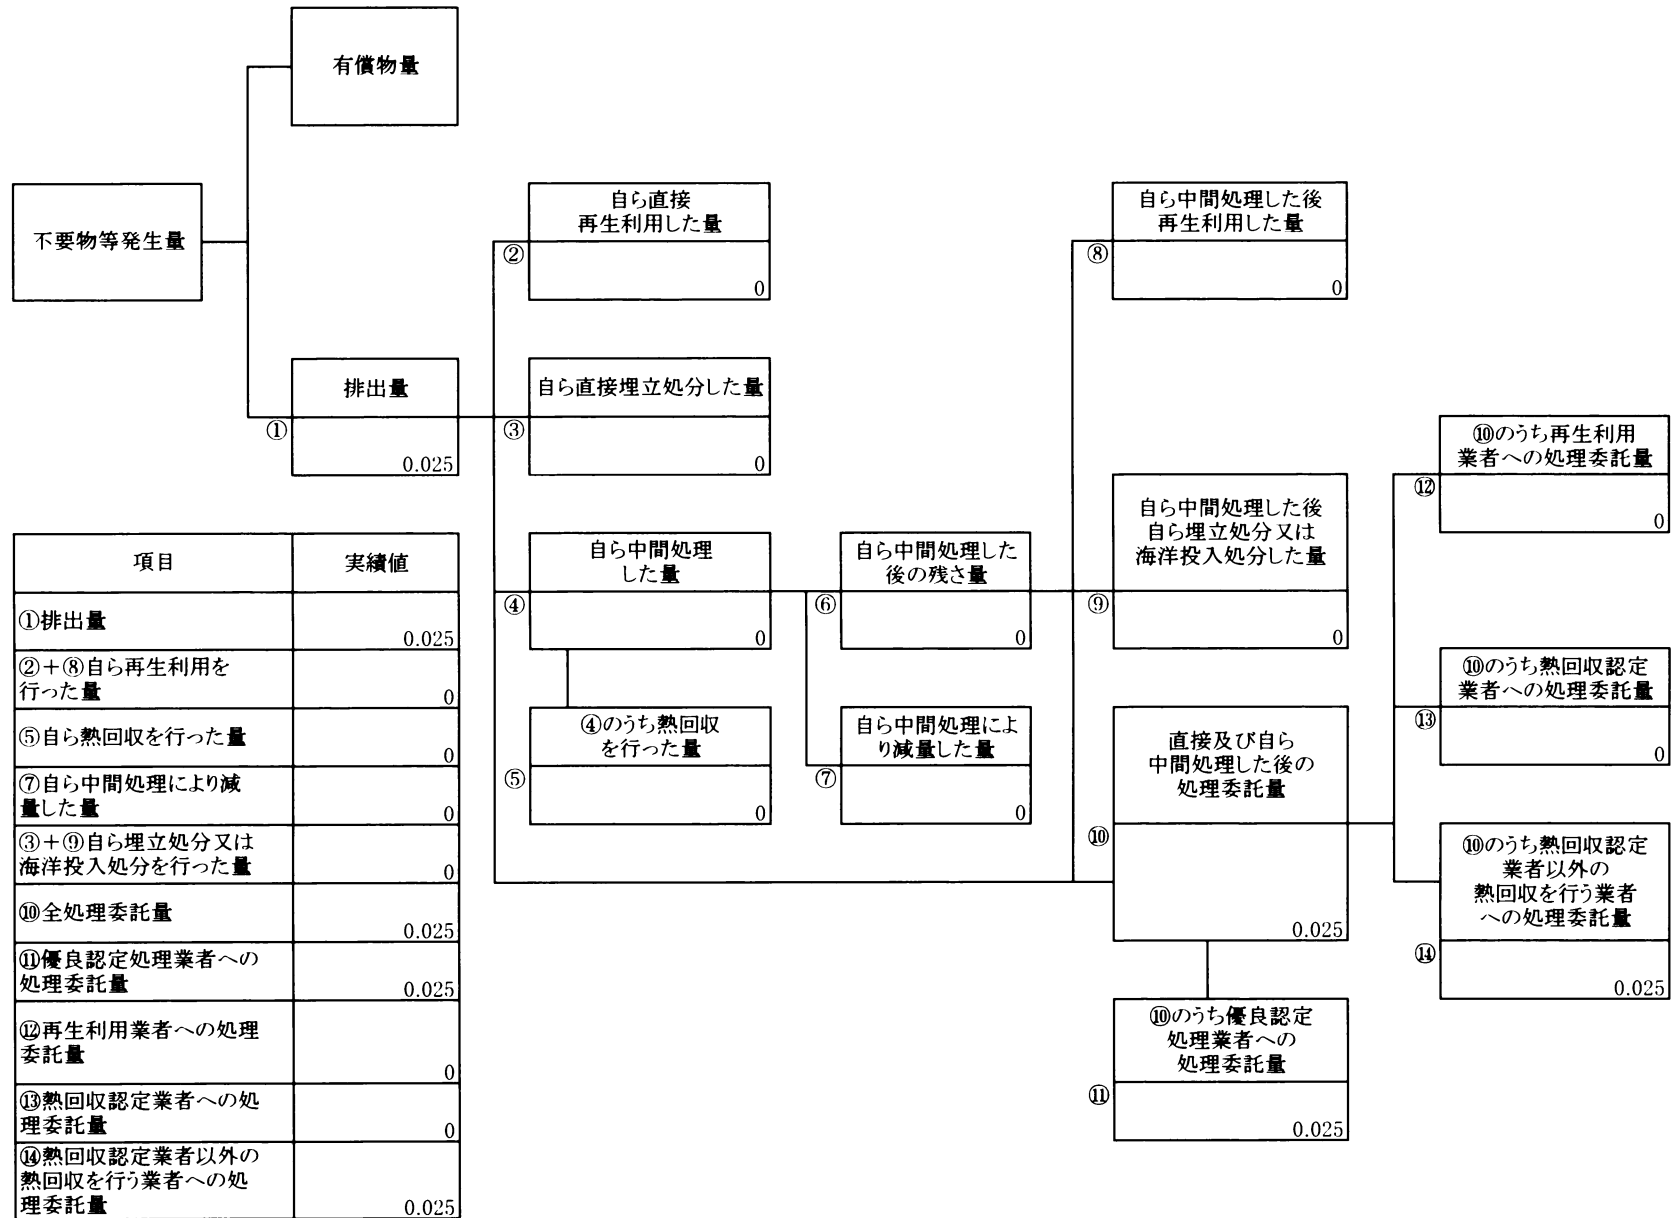 有償物量
不要物等発生量
排出量
①
0.025
自ら直接
再生利用した量
②
0
自ら直接埋立処分した量
③
0
自ら中間処理
した量
④
0
④のうち熱回収
を行った量
⑤
0
自ら中間処理した
後の残さ量
⑥
0
自ら中間処理によ
り減量した量
⑦
0
自ら中間処理した後
再生利用した量
⑧
0
自ら中間処理した後
自ら埋立処分又は
海洋投入処分した量
⑨
0
直接及び自ら
中間処理した後の
処理委託量
⑩
0.025
⑩のうち優良認定
処理業者への
処理委託量
⑪
0.025
⑩のうち再生利用
業者への処理委託量
⑫
0
⑩のうち熱回収認定
業者への処理委託量
⑬
0
⑩のうち熱回収認定
業者以外の
熱回収を行う業者
への処理委託量
⑭
0.025
項目 実績値
①排出量
0.025
②+⑧自ら再生利用を
行った量
0
⑤自ら熱回収を行った量
0
⑦自ら中間処理により減
量した量
0
③+⑨自ら埋立処分又は
海洋投入処分を行った量
0
⑩全処理委託量
0.025
⑪優良認定処理業者への
処理委託量
0.025
⑫再生利用業者への処理
委託量
0
⑬熱回収認定業者への処
理委託量
0
⑭熱回収認定業者以外の
熱回収を行う業者への処
理委託量
0.025